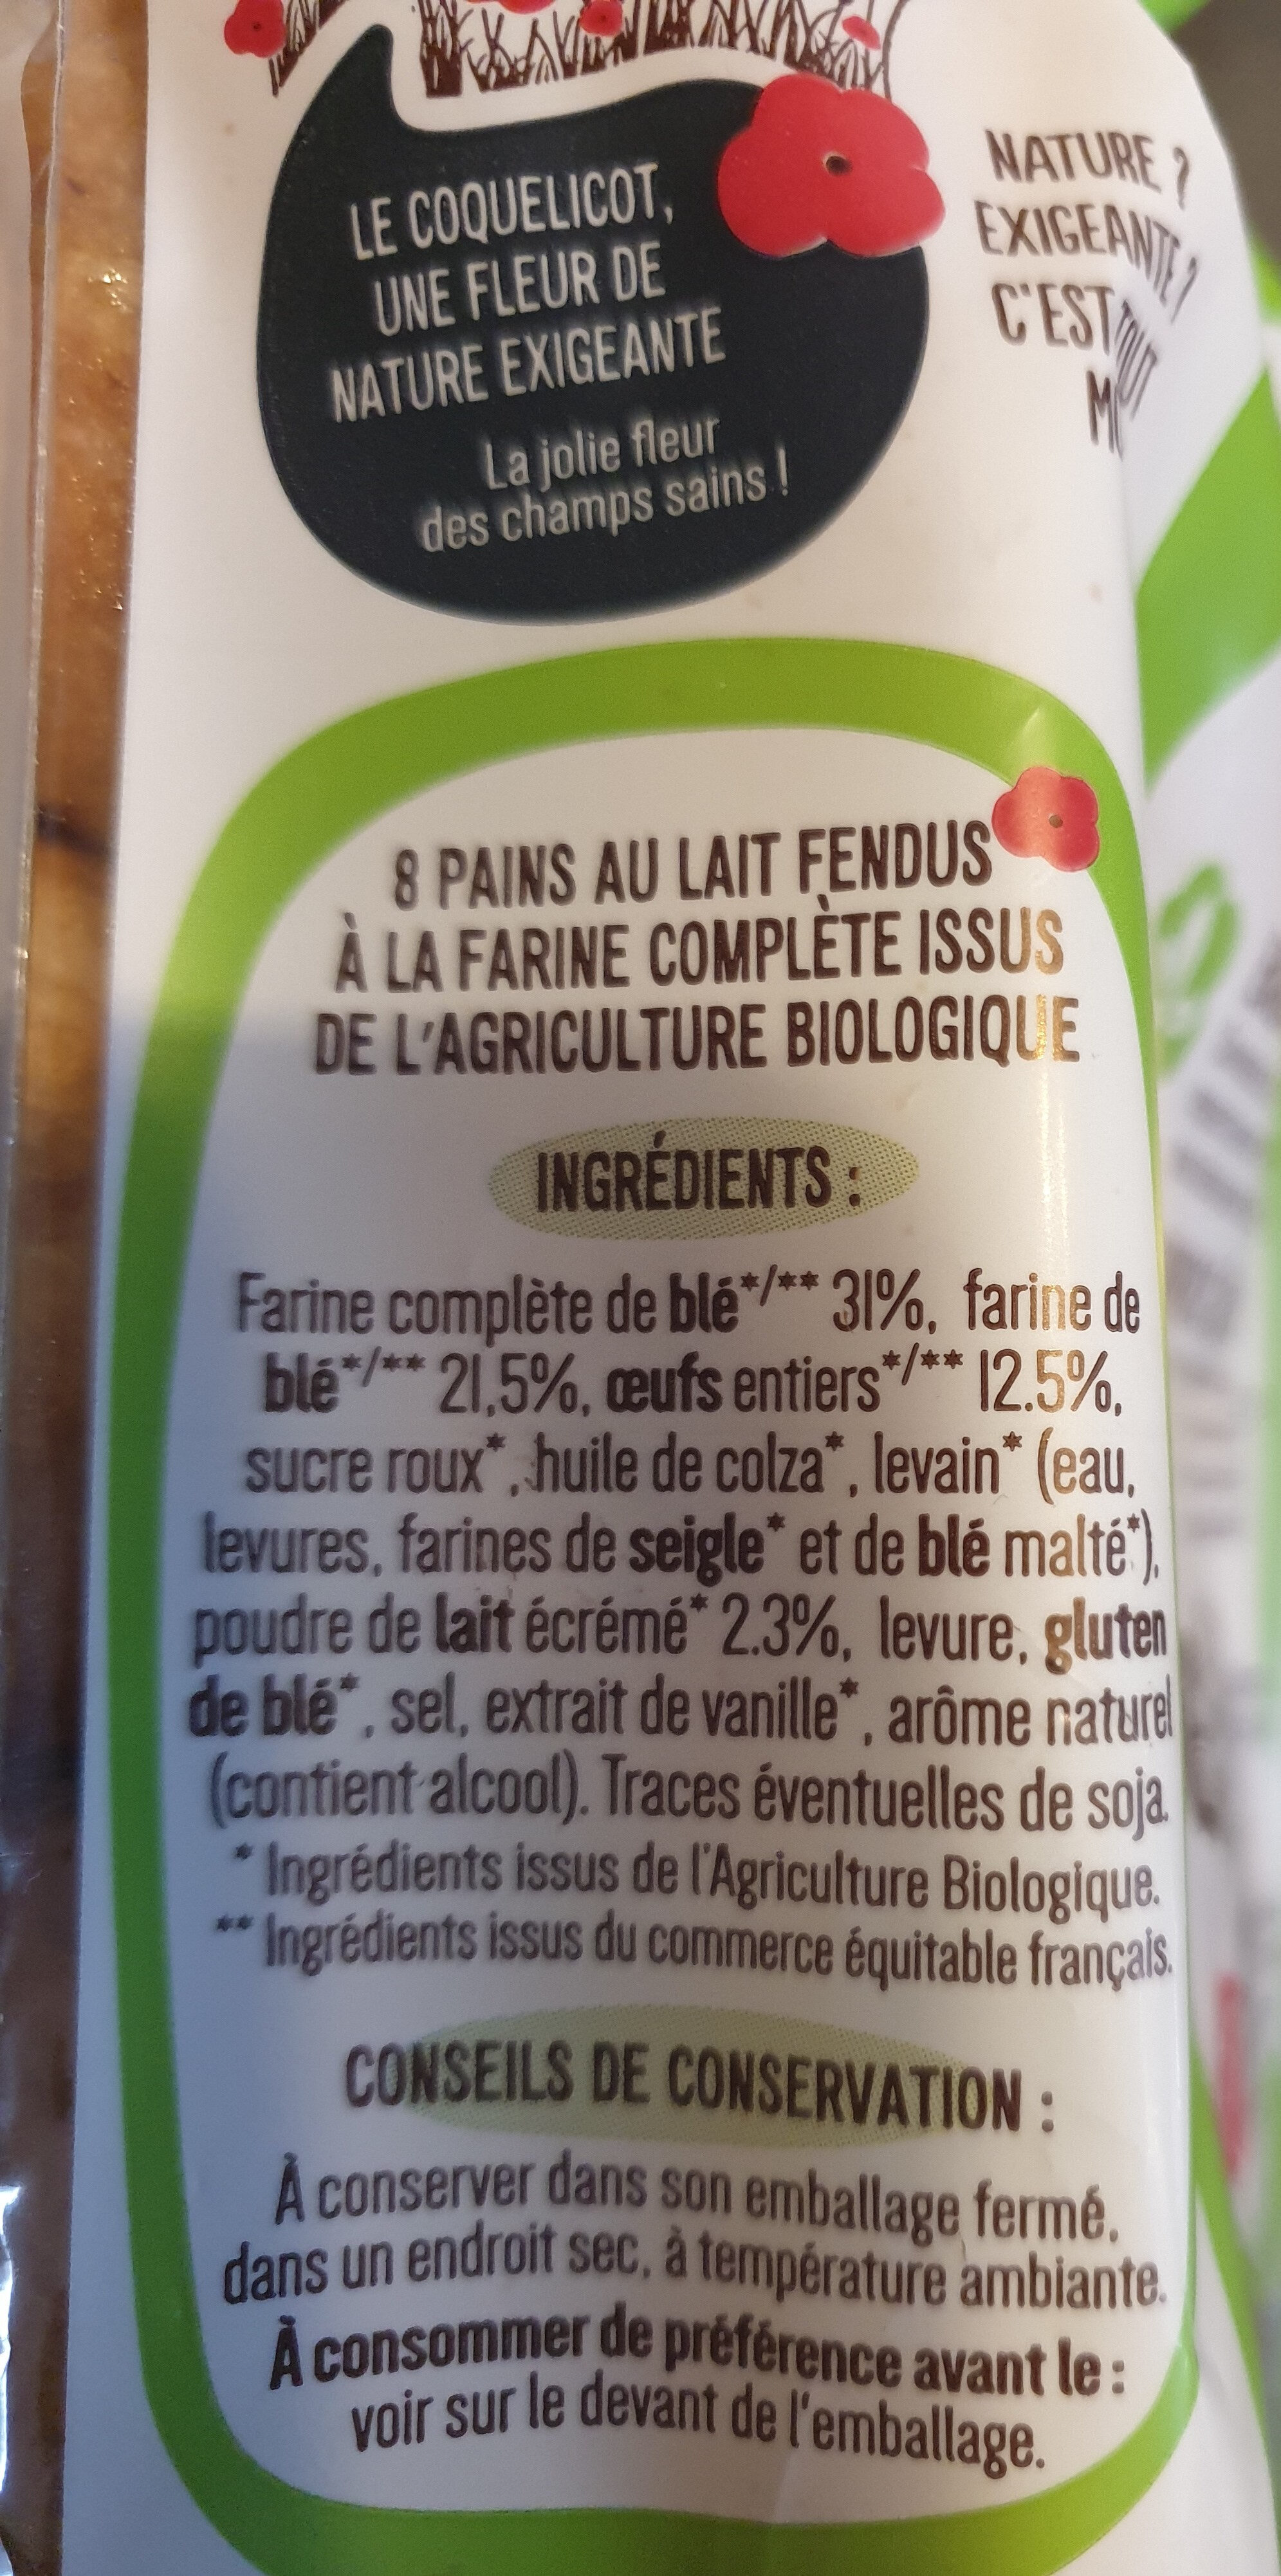 LE COQUELICOT,
UNE FLEUR DE
NATURE EXIGEANTE
La jolie fleur
des champs sains !
NATURE ?
EXIGEANTE ?
C'EST TOUT
8 PAINS AU LAIT FENDUS
À LA FARINE COMPLÈTE ISSUS
DE L'AGRICULTURE BIOLOGIQUE
INGRÉDIENTS :
Farine complète de blé*/** 31%, farine de
blé*/** 21,5%, œufs entiers*/** 12.5%,
sucre roux*, huile de colza*, levain* (eau,
levures, farines de seigle* et de blé malté*),
poudre de lait écrémé* 2.3%, levure, gluten
de blé*, sel, extrait de vanille*, arôme naturel
(contient alcool). Traces éventuelles de soja.
* Ingrédients issus de l'Agriculture Biologique.
** Ingrédients issus du commerce équitable français.
CONSEILS DE CONSERVATION :
À conserver dans son emballage fermé,
dans un endroit sec, à température ambiante.
À consommer de préférence avant le :
voir sur le devant de l'emballage.